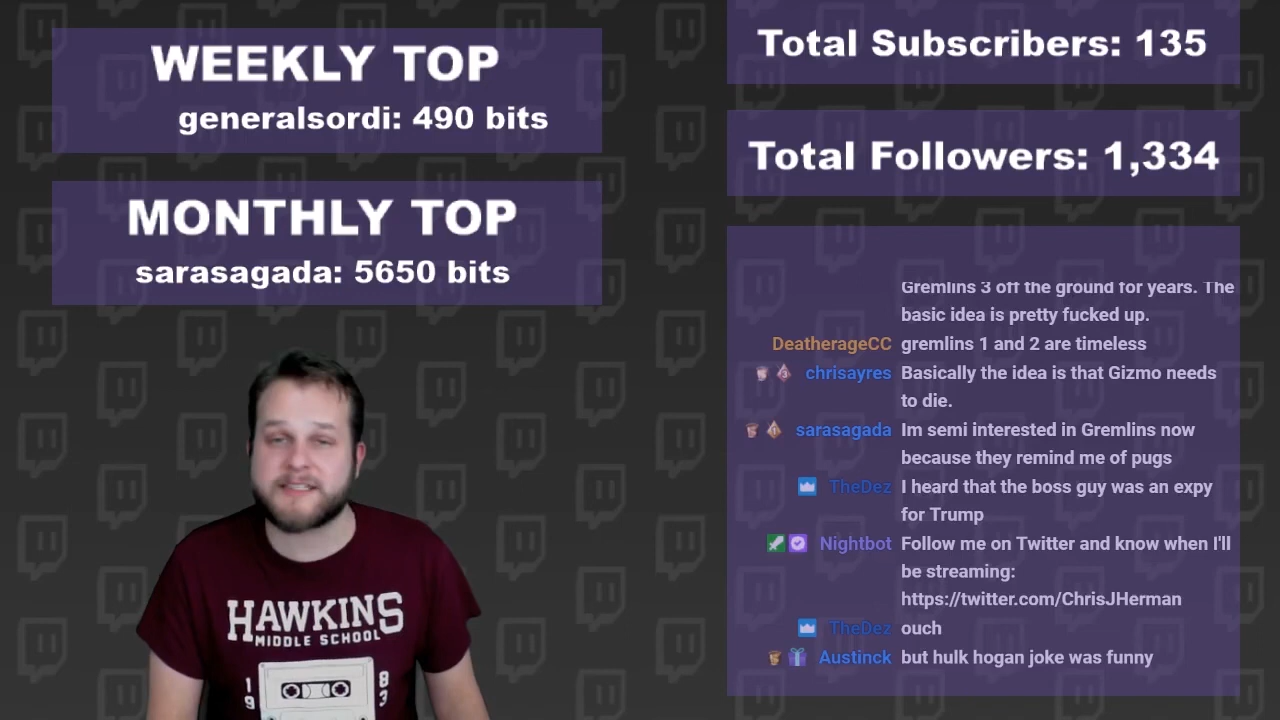 WEEKLY TOP
generalsordi: 490 bits
MONTHLY TOP
sarasagada: 5650 bits
HAWKINS
MIDDLE SCHOOL
1 8
9 3
Total Subscribers: 135
Total Followers: 1,334
Gremlins 3 off the ground for years. The
basic idea is pretty fucked up.
DeatherageCC gremlins 1 and 2 are timeless
chrisayres Basically the idea is that Gizmo needs
to die.
sarasagada Im semi interested in Gremlins now
because they remind me of pugs
TheDez I heard that the boss guy was an expy
for Trump
Nightbot Follow me on Twitter and know when I'll
be streaming:
https://twitter.com/ChrisJHerman
TheDez ouch
Austinck but hulk hogan joke was funny